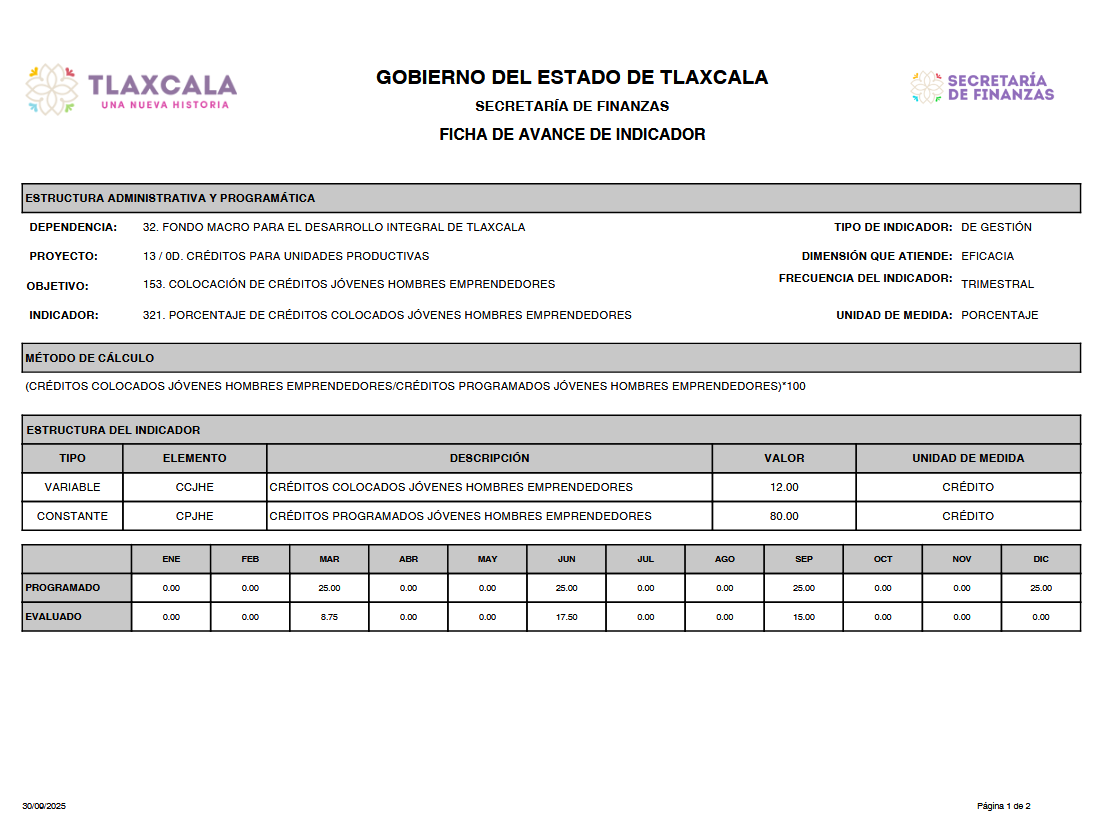 TLAXCALA
UNA NUEVA HISTORIA
GOBIERNO DEL ESTADO DE TLAXCALA
SECRETARÍA DE FINANZAS
FICHA DE AVANCE DE INDICADOR
SECRETARÍA
DE FINANZAS
ESTRUCTURA ADMINISTRATIVA Y PROGRAMÁTICA
DEPENDENCIA: 32. FONDO MACRO PARA EL DESARROLLO INTEGRAL DE TLAXCALA TIPO DE INDICADOR: DE GESTIÓN
PROYECTO: 13 / 0D. CRÉDITOS PARA UNIDADES PRODUCTIVAS DIMENSIÓN QUE ATIENDE: EFICACIA
OBJETIVO: 153. COLOCACIÓN DE CRÉDITOS JÓVENES HOMBRES EMPRENDEDORES FRECUENCIA DEL INDICADOR: TRIMESTRAL
INDICADOR: 321. PORCENTAJE DE CRÉDITOS COLOCADOS JÓVENES HOMBRES EMPRENDEDORES UNIDAD DE MEDIDA: PORCENTAJE
MÉTODO DE CÁLCULO
(CRÉDITOS COLOCADOS JÓVENES HOMBRES EMPRENDEDORES/CRÉDITOS PROGRAMADOS JÓVENES HOMBRES EMPRENDEDORES)*100
ESTRUCTURA DEL INDICADOR
TIPO ELEMENTO DESCRIPCIÓN VALOR UNIDAD DE MEDIDA
VARIABLE CCJHE CRÉDITOS COLOCADOS JÓVENES HOMBRES EMPRENDEDORES 12.00 CRÉDITO
CONSTANTE CPJHE CRÉDITOS PROGRAMADOS JÓVENES HOMBRES EMPRENDEDORES 80.00 CRÉDITO
ENE FEB MAR ABR MAY JUN JUL AGO SEP OCT NOV DIC
PROGRAMADO 0.00 0.00 25.00 0.00 0.00 25.00 0.00 0.00 25.00 0.00 0.00 25.00
EVALUADO 0.00 0.00 8.75 0.00 0.00 17.50 0.00 0.00 15.00 0.00 0.00 0.00
30/09/2025 Página 1 de 2